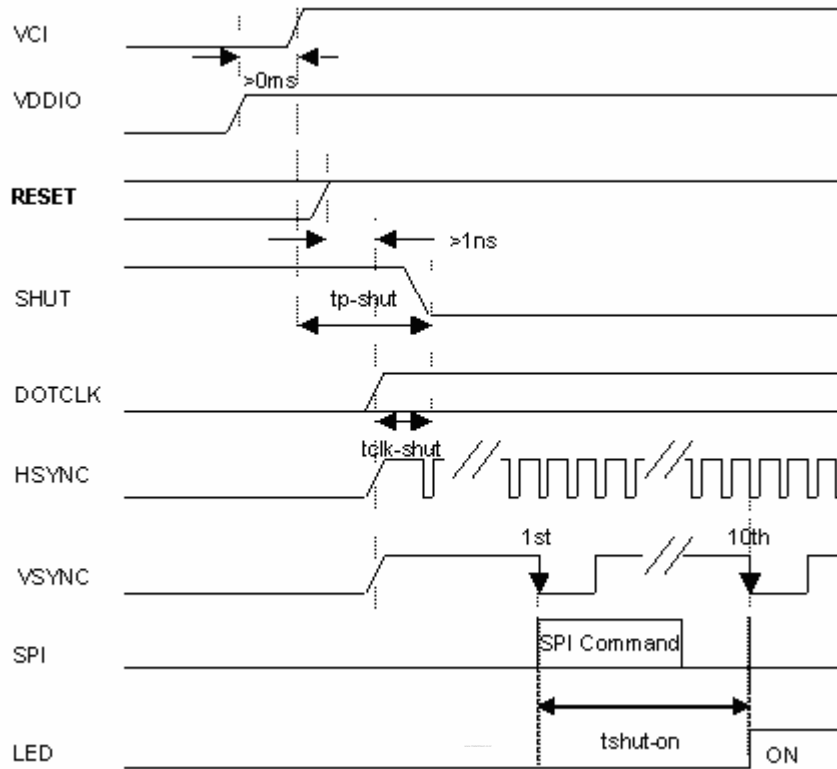 VCI
>0ms
VDDIO
RESET
>1ns
SHUT
tp-shut
DOTCLK
tclk-shut
HSYNC
1st
10th
VSYNC
SPI
SPI Command
tshut-on
LED
ON